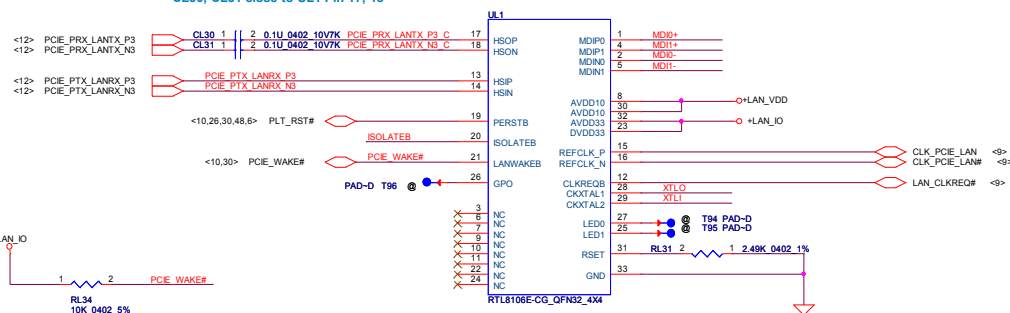 UL1
<12> PCIE_PRX_LANTX_P3 CL30 1 2 0.1U_0402_10V7K PCIE_PRX_LANTX_P3_C 17 HSOP MDIP0 1 MDI0+
<12> PCIE_PRX_LANTX_N3 CL31 1 2 0.1U_0402_10V7K PCIE_PRX_LANTX_N3_C 18 HSON MDIP1 4 MDI1+
MDIN0 2 MDI0-
MDIN1 5 MDI1-
<12> PCIE_PTX_LANRX_P3 PCIE_PTX_LANRX_P3 13 HSIP
<12> PCIE_PTX_LANRX_N3 PCIE_PTX_LANRX_N3 14 HSIN
AVDD10 8 +LAN_VDD
AVDD10 30
<10,26,30,48,6> PLT_RST# 19 PERSTB AVDD33 32 +LAN_IO
DVDD33 23
ISOLATEB 20 ISOLATEB
REFCLK_P 15 CLK_PCIE_LAN <9>
<10,30> PCIE_WAKE# PCIE_WAKE# 21 LANWAKEB REFCLK_N 16 CLK_PCIE_LAN# <9>
PAD~D T96 @ 26 GPO CLKREQB 12 LAN_CLKREQ# <9>
CKXTAL1 28 XTLO
CKXTAL2 29 XTLI
3 NC
6 NC LED0 27 @ T94 PAD~D
7 NC LED1 25 @ T95 PAD~D
9 NC
10 NC RSET 31 RL31 2 1 2.49K_0402_1%
11 NC
22 NC GND 33
24 NC
RTL8106E-CG_QFN32_4X4
LAN_IO
1 2 PCIE_WAKE#
RL34
10K_0402_5%